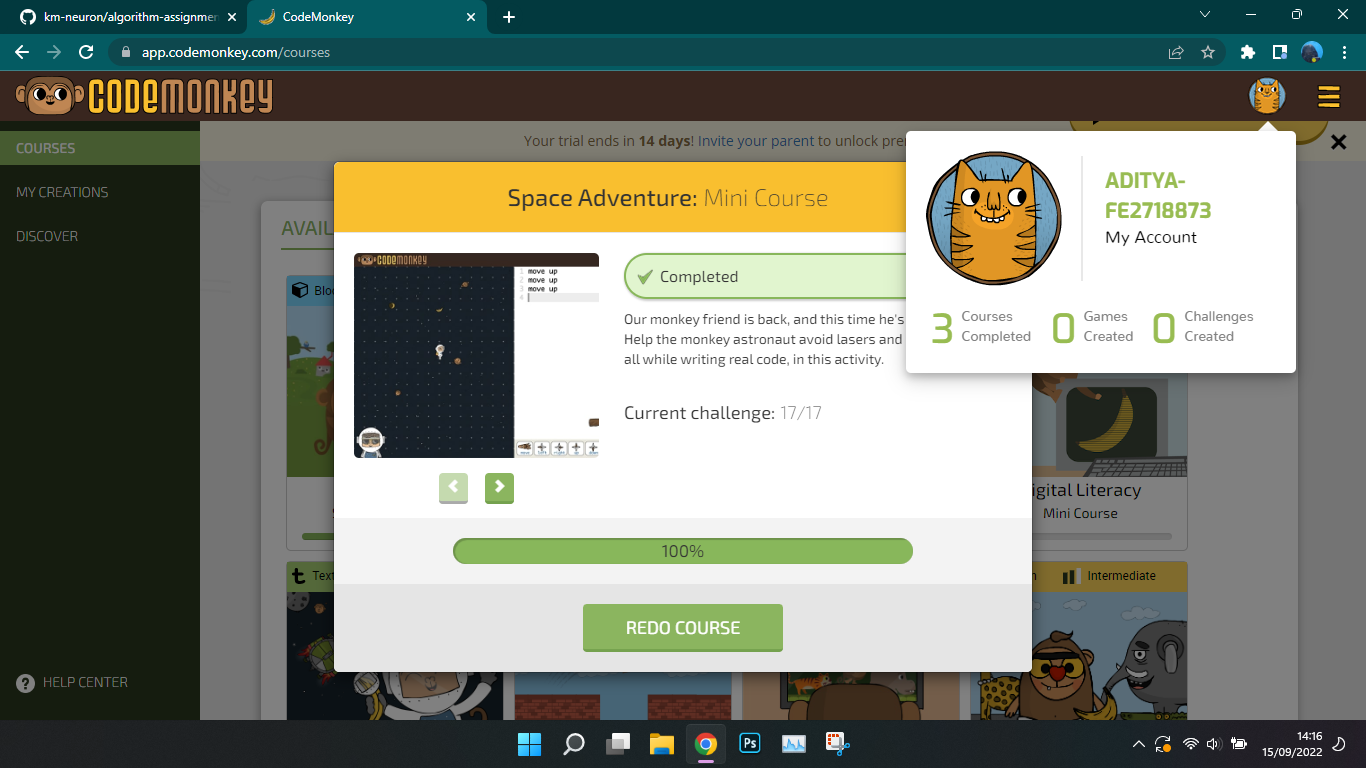 km-neuron/algorithm-assignmen
CodeMonkey
app.codemonkey.com/courses
CODEMONKEY
COURSES
MY CREATIONS
DISCOVER
HELP CENTER
Your trial ends in 14 days! Invite your parent to unlock pre
AVAIL
Bloc
Text
Space Adventure: Mini Course
CODEMONKEY
1 move up
2 move up
3 move up
4
Completed
Our monkey friend is back, and this time he's
Help the monkey astronaut avoid lasers and
all while writing real code, in this activity.
Current challenge: 17/17
100%
REDO COURSE
ADITYA-
FE2718873
My Account
3 Courses Completed
0 Games Created
0 Challenges Created
igital Literacy
Mini Course
Intermediate
Ps
14:16
15/09/2022